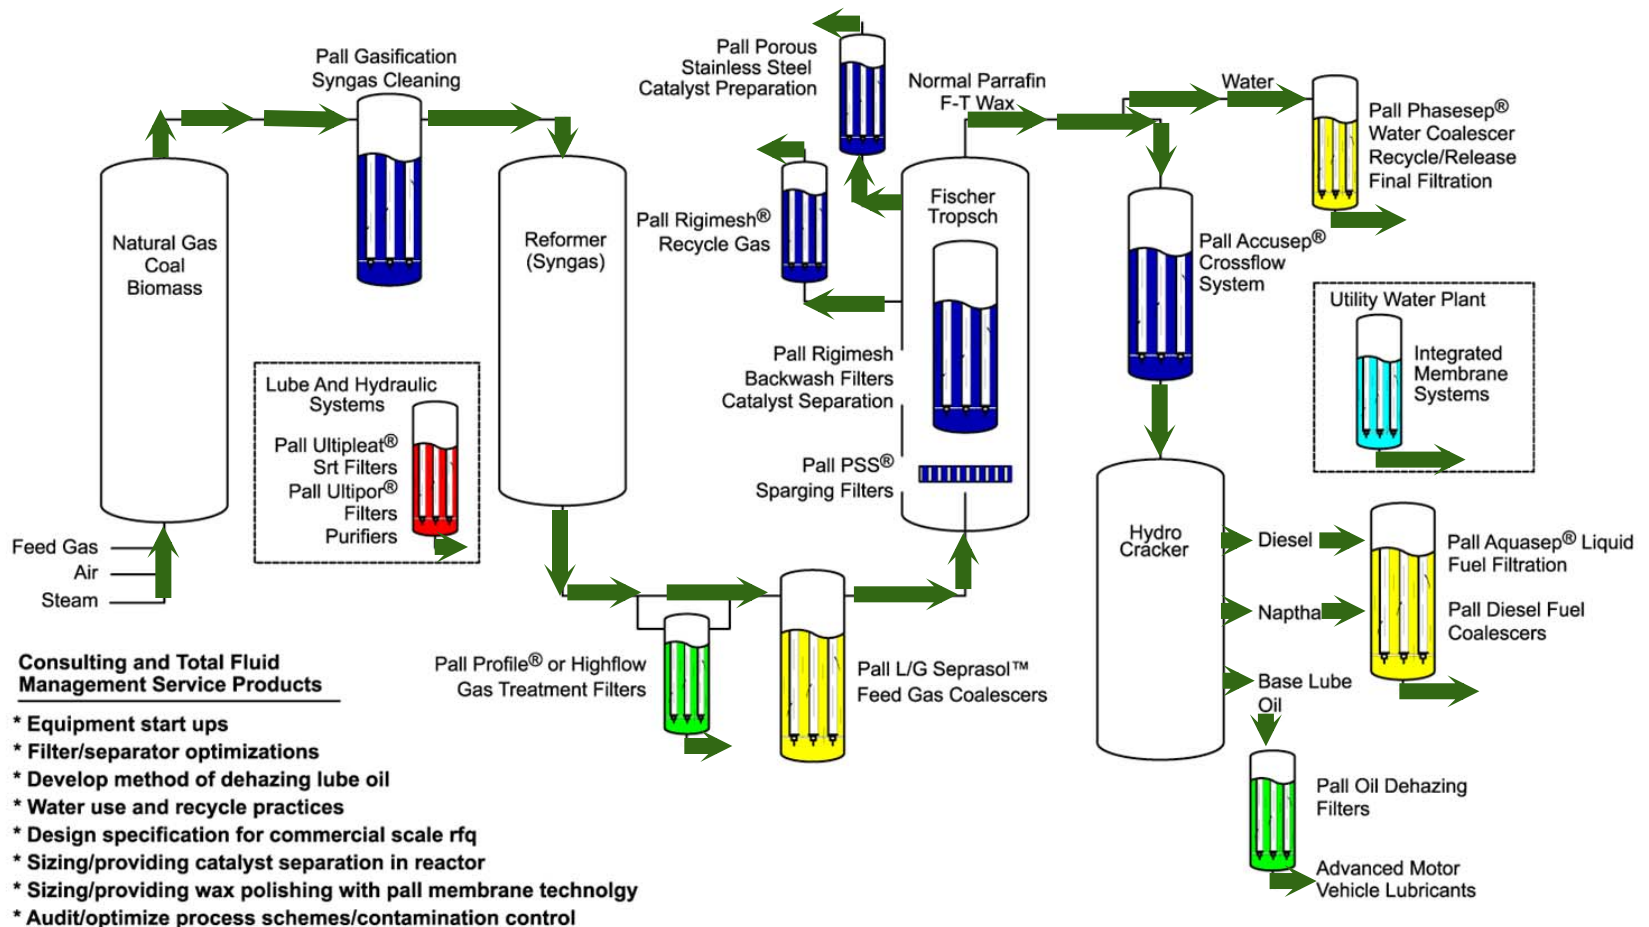 Pall Gasification
Syngas Cleaning
Pall Porous
Stainless Steel
Catalyst Preparation
Normal Parrafin
F-T Wax
Water
Pall Phasesep®
Water Coalescer
Recycle/Release
Final Filtration
Natural Gas
Coal
Biomass
Reformer
(Syngas)
Pall Rigimesh®
Recycle Gas
Fischer
Tropsch
Pall Accusep®
Crossflow
System
Utility Water Plant
Integrated
Membrane
Systems
Pall Rigimesh
Backwash Filters
Catalyst Separation
Lube And Hydraulic
Systems
Pall Ultipleat®
Srt Filters
Pall Ultipor®
Filters
Purifiers
Pall PSS®
Sparging Filters
Feed Gas
Air
Steam
Hydro
Cracker
Diesel
Naptha
Base Lube
Oil
Pall Aquasep® Liquid
Fuel Filtration
Pall Diesel Fuel
Coalescers
Pall Profile® or Highflow
Gas Treatment Filters
Pall L/G Seprasol™
Feed Gas Coalescers
Pall Oil Dehazing
Filters
Advanced Motor
Vehicle Lubricants
Consulting and Total Fluid
Management Service Products
* Equipment start ups
* Filter/separator optimizations
* Develop method of dehazing lube oil
* Water use and recycle practices
* Design specification for commercial scale rfq
* Sizing/providing catalyst separation in reactor
* Sizing/providing wax polishing with pall membrane technolgy
* Audit/optimize process schemes/contamination control